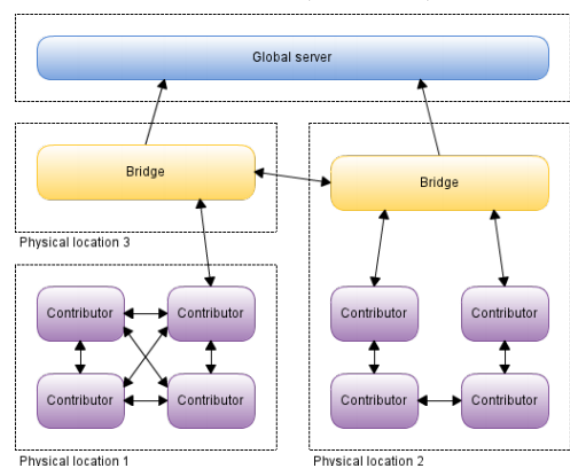 Global server
Bridge
Bridge
Physical location 3
Contributor
Contributor
Contributor
Contributor
Physical location 1
Contributor
Contributor
Contributor
Contributor
Physical location 2